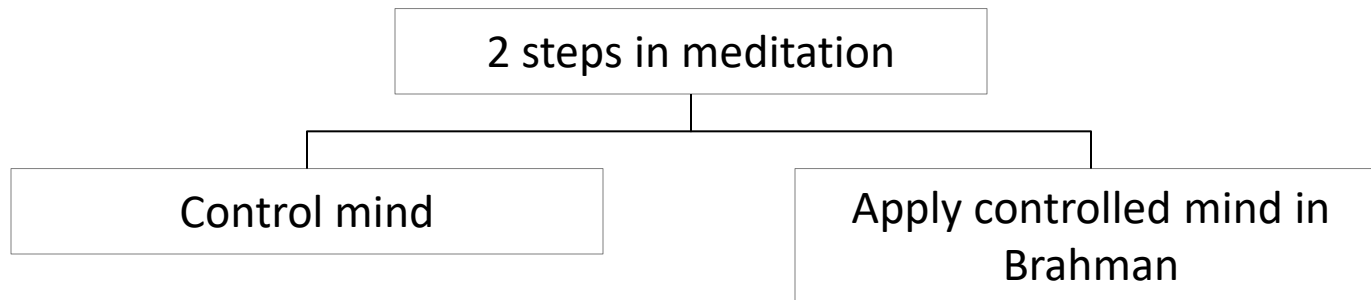 2 steps in meditation
Control mind
Apply controlled mind in
Brahman